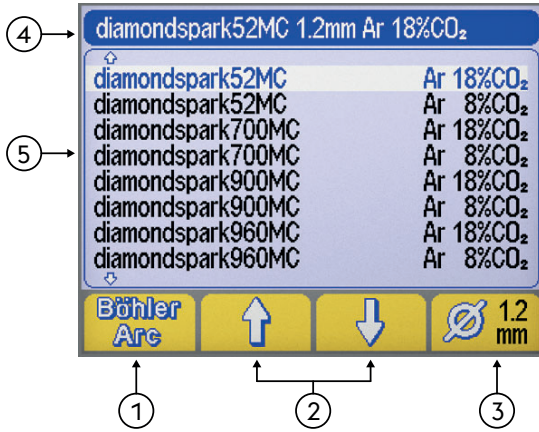 diamondspark52MC 1.2mm Ar 18%CO₂
diamondspark52MC Ar 18%CO₂
diamondspark52MC Ar 8%CO₂
diamondspark700MC Ar 18%CO₂
diamondspark700MC Ar 8%CO₂
diamondspark900MC Ar 18%CO₂
diamondspark900MC Ar 8%CO₂
diamondspark960MC Ar 18%CO₂
diamondspark960MC Ar 8%CO₂
Böhler
Arc
1.2
mm
4
5
1
2
3